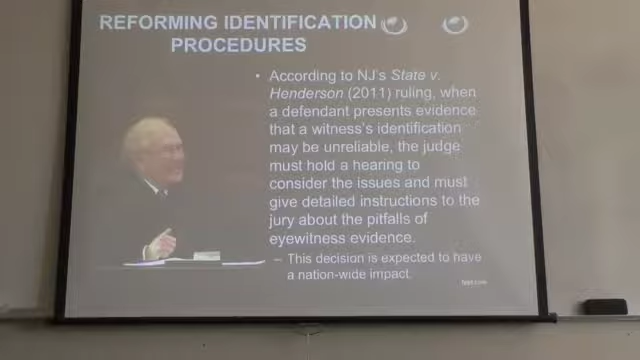 REFORMING IDENTIFICATION
PROCEDURES
• According to NJ's State v.
Henderson (2011) ruling, when
a defendant presents evidence
that a witness's identification
may be unreliable, the judge
must hold a hearing to
consider the issues and must
give detailed instructions to the
jury about the pitfalls of
eyewitness evidence.
– This decision is expected to have
a nation-wide impact.